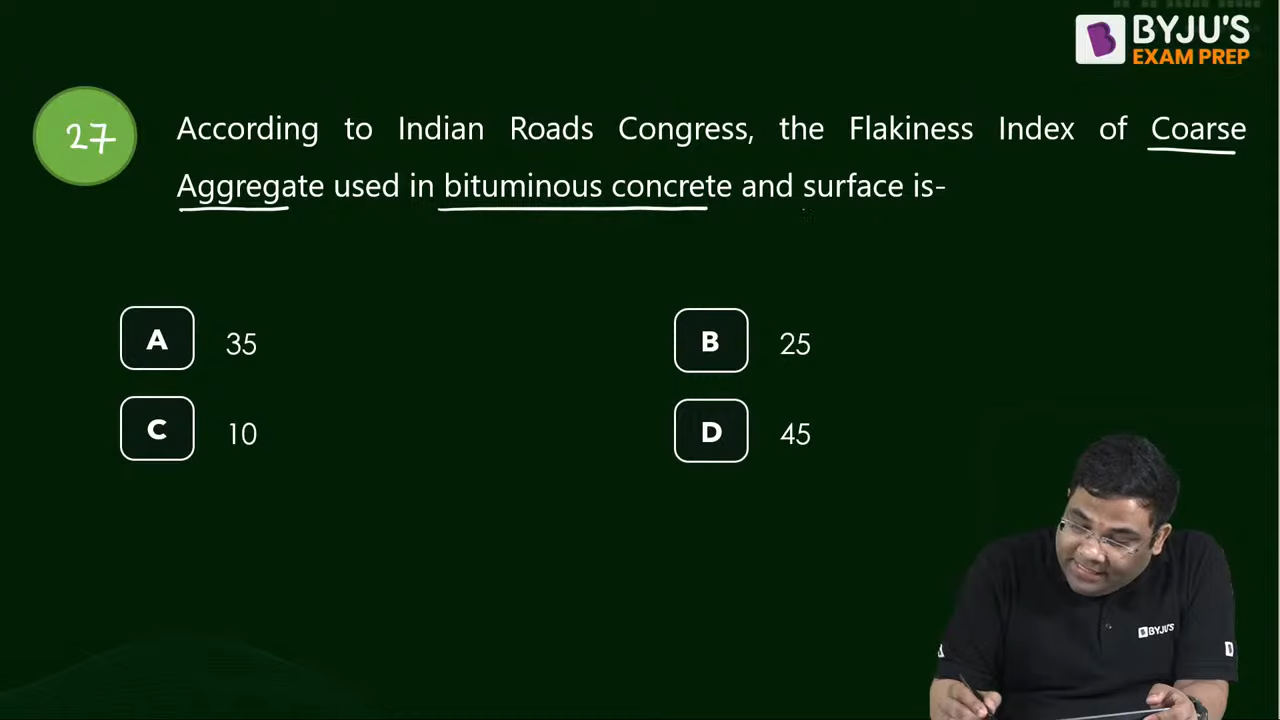 BYJU'S
EXAM PREP
27
According to Indian Roads Congress, the Flakiness Index of Coarse
Aggregate used in bituminous concrete and surface is-
A 35
B 25
C 10
D 45
BYJU'S